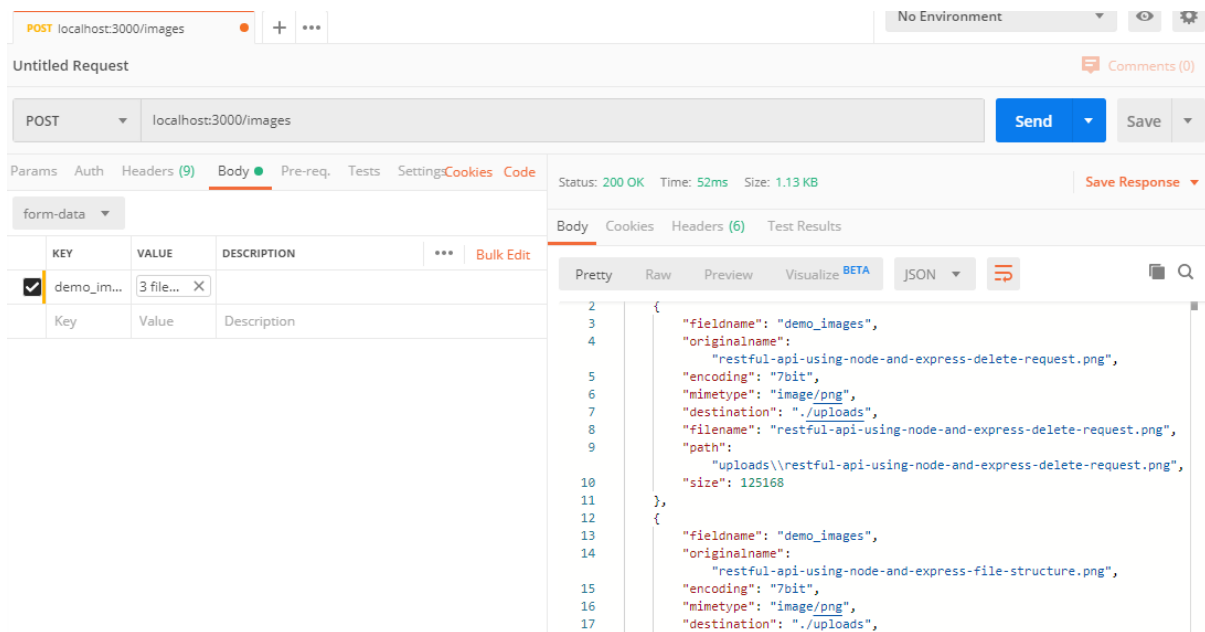 POST localhost:3000/images
No Environment
Untitled Request
Comments (0)
POST localhost:3000/images
Send
Save
Params Auth Headers (9) Body Pre-req. Tests Settings Cookies Code
Status: 200 OK Time: 52ms Size: 1.13 KB
Save Response
form-data
Body Cookies Headers (6) Test Results
KEY VALUE DESCRIPTION ... Bulk Edit
demo_im... 3 file... X
Key Value Description
Pretty Raw Preview Visualize BETA JSON
2 {
3 "fieldname": "demo_images",
4 "originalname":
"restful-api-using-node-and-express-delete-request.png",
5 "encoding": "7bit",
6 "mimetype": "image/png",
7 "destination": "./uploads",
8 "filename": "restful-api-using-node-and-express-delete-request.png",
9 "path":
"uploads\\restful-api-using-node-and-express-delete-request.png",
10 "size": 125168
11 },
12 {
13 "fieldname": "demo_images",
14 "originalname":
"restful-api-using-node-and-express-file-structure.png",
15 "encoding": "7bit",
16 "mimetype": "image/png",
17 "destination": "./uploads",